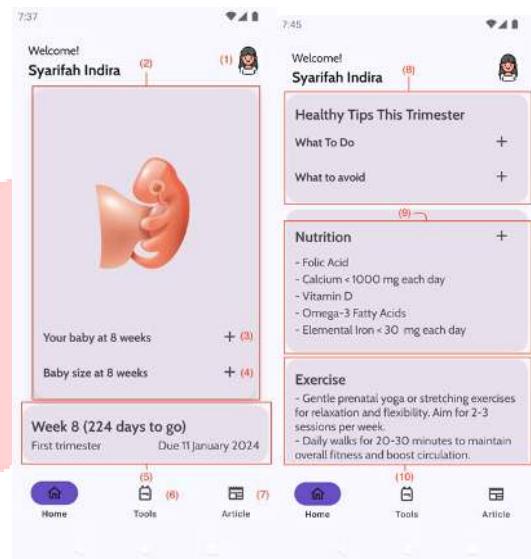 7:37
Welcome!
Syarifah Indira
(1)
(2)
Your baby at 8 weeks
+ (3)
Baby size at 8 weeks
+ (4)
Week 8 (224 days to go)
First trimester
Due 11 January 2024
(5)
(6)
(7)
Home
Tools
Article
7:45
Welcome!
Syarifah Indira
(8)
Healthy Tips This Trimester
What To Do
+
What to avoid
+
(9)
Nutrition
+
- Folic Acid
- Calcium < 1000 mg each day
- Vitamin D
- Omega-3 Fatty Acids
- Elemental Iron < 30 mg each day
Exercise
- Gentle prenatal yoga or stretching exercises
for relaxation and flexibility. Aim for 2-3
sessions per week.
- Daily walks for 20-30 minutes to maintain
overall fitness and boost circulation.
(10)
Home
Tools
Article